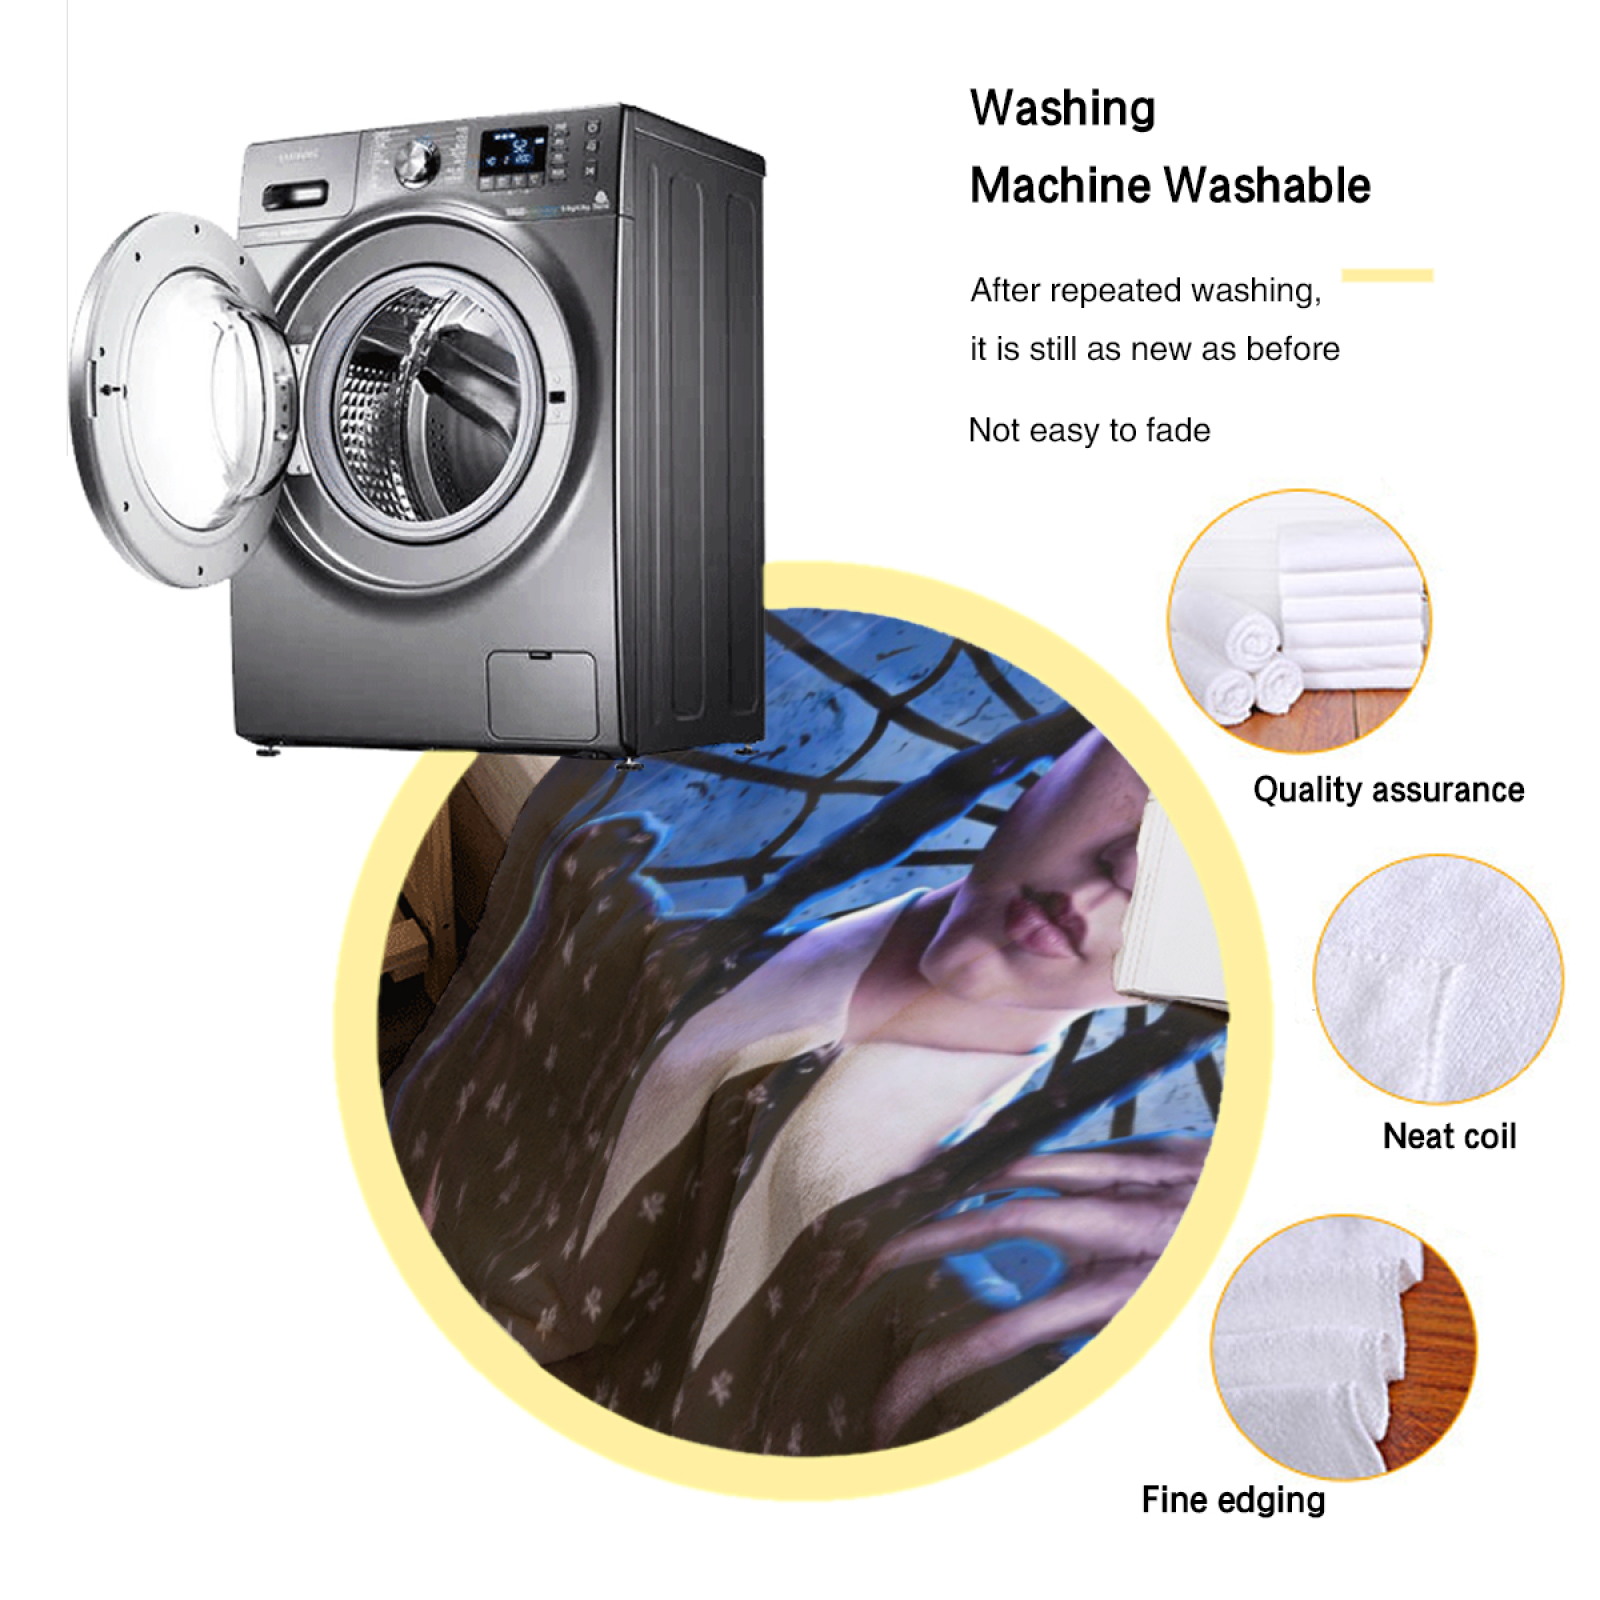 Washing
Machine Washable
After repeated washing,
it is still as new as before
Not easy to fade
Quality assurance
Neat coil
Fine edging